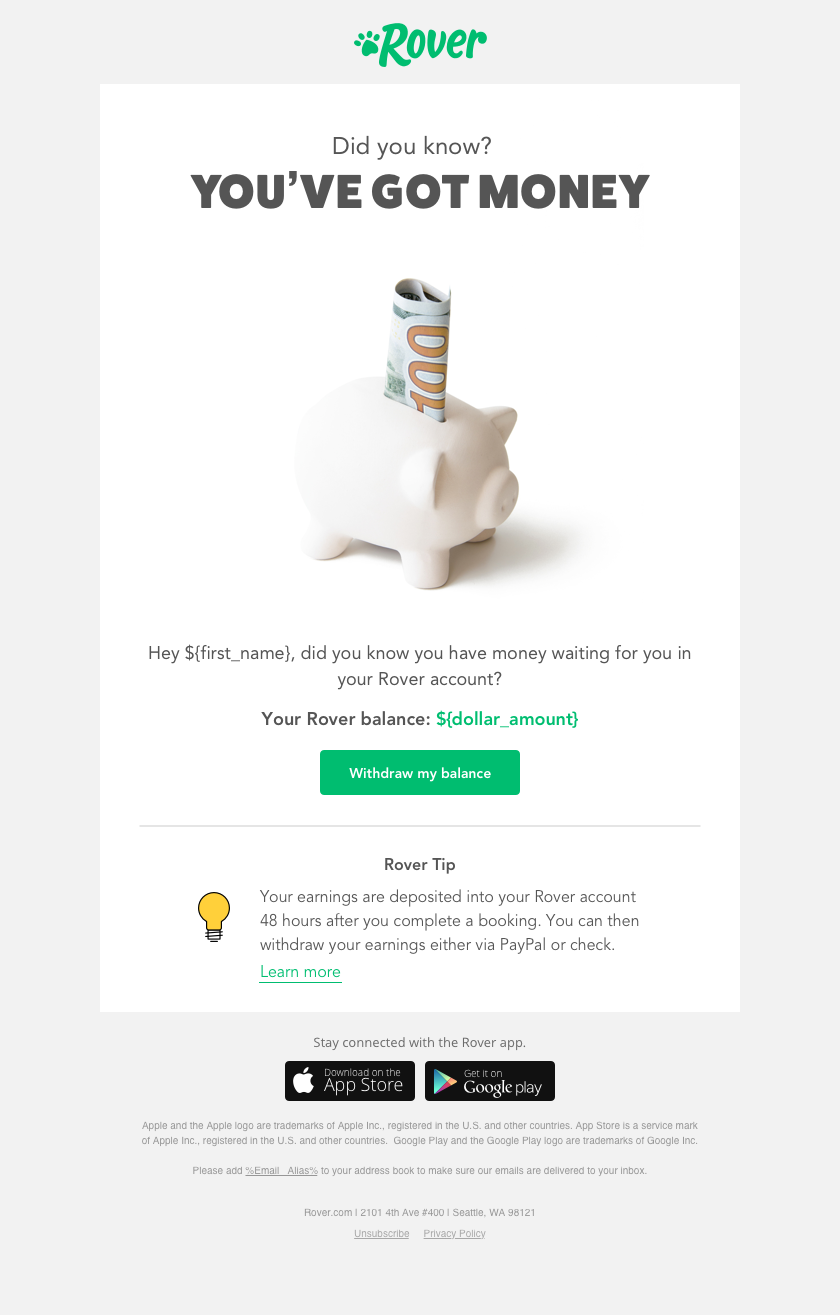 Rover
Did you know?
YOU'VE GOT MONEY
100
Hey ${first_name}, did you know you have money waiting for you in
your Rover account?
Your Rover balance: ${dollar_amount}
Withdraw my balance
Rover Tip
Your earnings are deposited into your Rover account
48 hours after you complete a booking. You can then
withdraw your earnings either via PayPal or check.
Learn more
Stay connected with the Rover app.
Download on the
App Store
Get it on
Google play
Apple and the Apple logo are trademarks of Apple Inc., registered in the U.S. and other countries. App Store is a service mark
of Apple Inc., registered in the U.S. and other countries.  Google Play and the Google Play logo are trademarks of Google Inc.
Please add %Email_Alias% to your address book to make sure our emails are delivered to your inbox.
Rover.com | 2101 4th Ave #400 | Seattle, WA 98121
Unsubscribe Privacy Policy